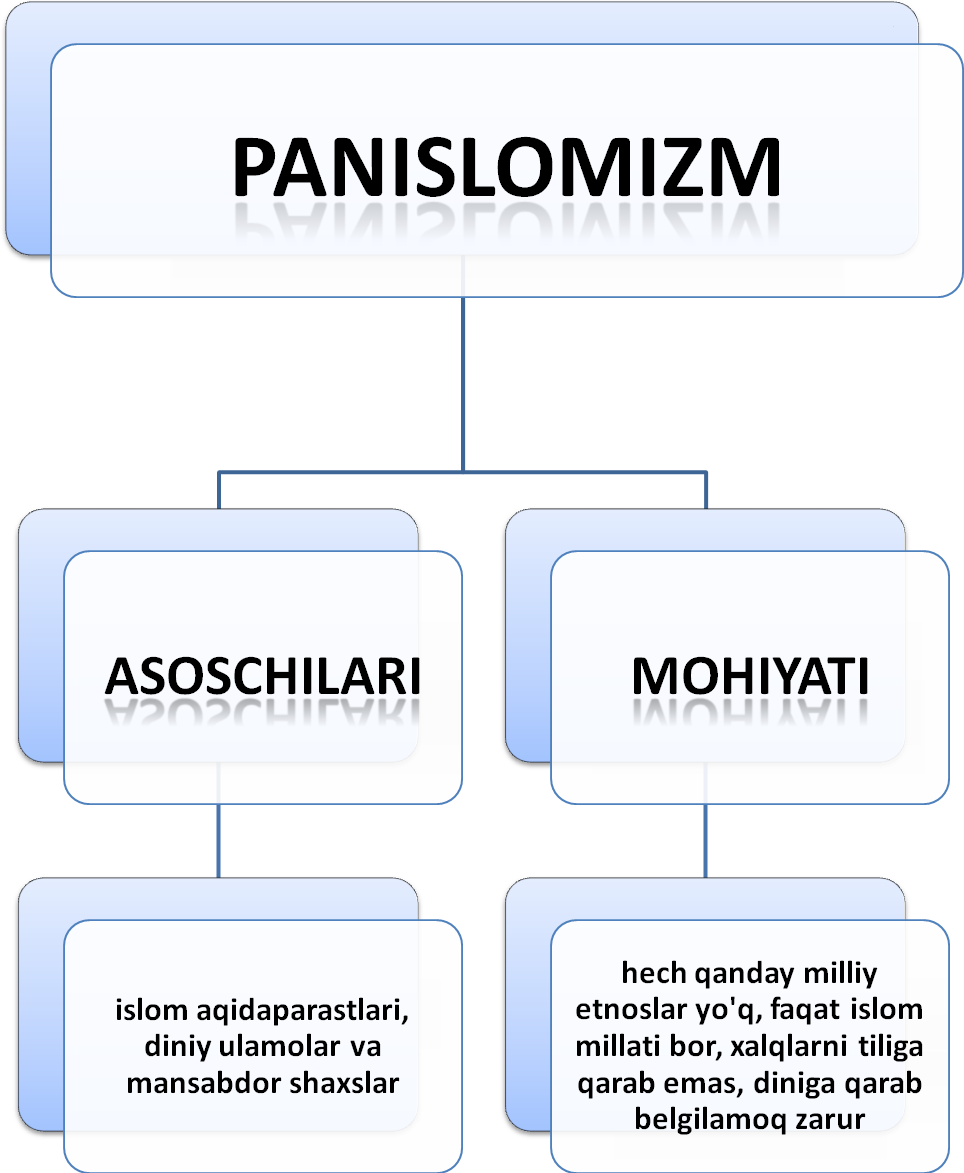 PANISLOMIZM
ASOSCHILARI
MOHIYATI
islom aqidaparastlari,
diniy ulamolar va
mansabdor shaxslar
hech qanday milliy
etnoslar yo'q, faqat islom
millati bor, xalqlarni tiliga
qarab emas, diniga qarab
belgilamoq zarur